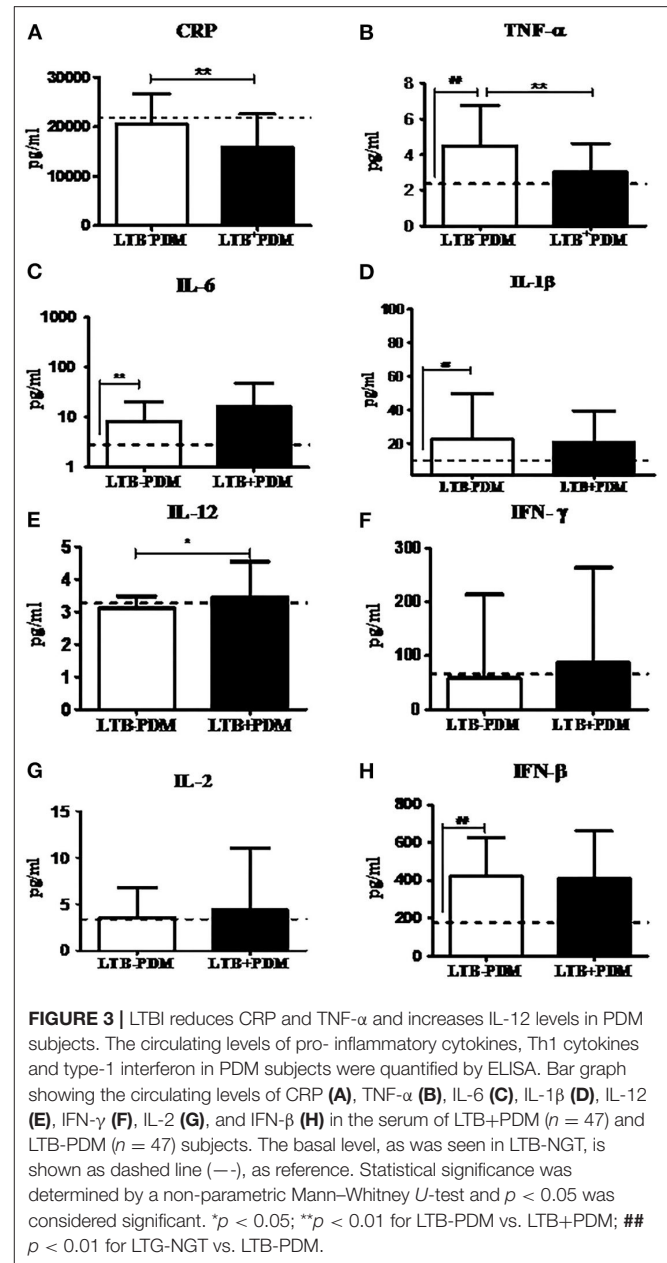 A
CRP
**
30000
20000
10000
0
pg/ml
LTB-PDM
LTB+PDM
B
TNF-α
##
**
8
6
4
2
0
pg/ml
LTB-PDM
LTB+PDM
C
IL-6
**
1000
100
10
1
pg/ml
LTB-PDM
LTB+PDM
D
IL-1β
##
100
80
60
40
20
pg/ml
LTB-PDM
LTB+PDM
E
IL-12
*
5
4
3
2
1
0
pg/ml
LTB-PDM
LTB+PDM
F
IFN-γ
300
200
100
0
pg/ml
LTB-PDM
LTB+PDM
G
IL-2
15
10
5
0
pg/ml
LTB-PDM
LTB+PDM
H
IFN-β
##
800
600
400
200
0
pg/ml
LTB-PDM
LTB+PDM
FIGURE 3 | LTBI reduces CRP and TNF-α and increases IL-12 levels in PDM
subjects. The circulating levels of pro- inflammatory cytokines, Th1 cytokines
and type-1 interferon in PDM subjects were quantified by ELISA. Bar graph
showing the circulating levels of CRP (A), TNF-α (B), IL-6 (C), IL-1β (D), IL-12
(E), IFN-γ (F), IL-2 (G), and IFN-β (H) in the serum of LTB+PDM (n = 47) and
LTB-PDM (n = 47) subjects. The basal level, as was seen in LTB-NGT, is
shown as dashed line (—-), as reference. Statistical significance was
determined by a non-parametric Mann–Whitney U-test and p < 0.05 was
considered significant. *p < 0.05; **p < 0.01 for LTB-PDM vs. LTB+PDM; ##
p < 0.01 for LTG-NGT vs. LTB-PDM.